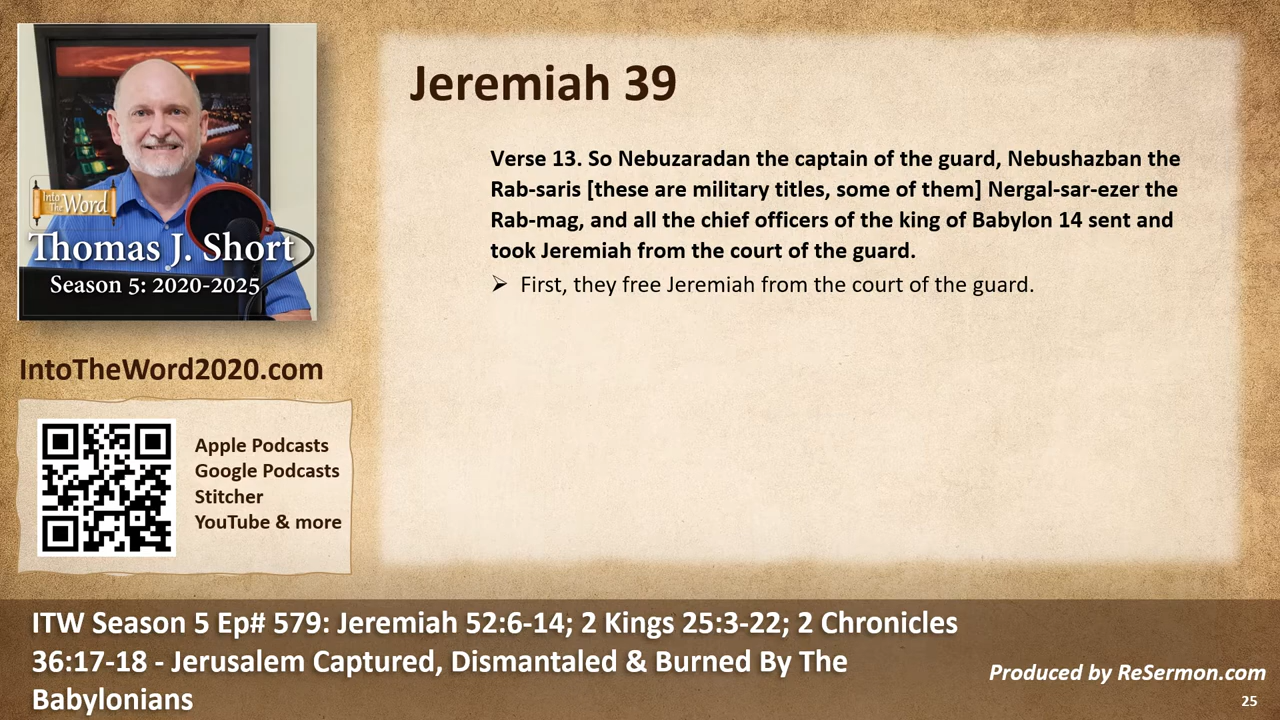 Into
The Word
Thomas J. Short
Season 5: 2020-2025
IntoTheWord2020.com
Apple Podcasts
Google Podcasts
Stitcher
YouTube & more
Jeremiah 39
Verse 13. So Nebuzaradan the captain of the guard, Nebushazban the
Rab-saris [these are military titles, some of them] Nergal-sar-ezer the
Rab-mag, and all the chief officers of the king of Babylon 14 sent and
took Jeremiah from the court of the guard.
➢ First, they free Jeremiah from the court of the guard.
ITW Season 5 Ep# 579: Jeremiah 52:6-14; 2 Kings 25:3-22; 2 Chronicles
36:17-18 - Jerusalem Captured, Dismantaled & Burned By The
Babylonians
Produced by ReSermon.com
25